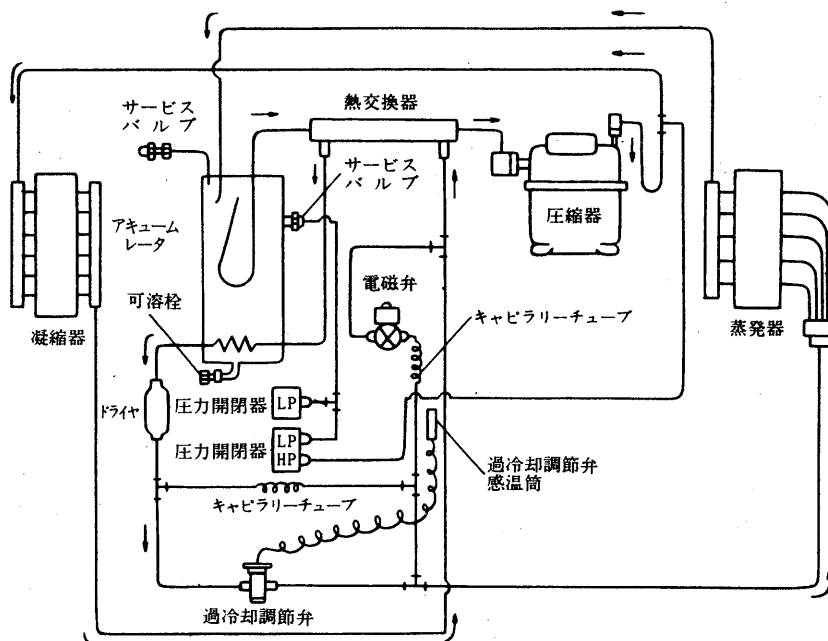 サービス
バルブ
熱交換器
サービス
バルブ
圧縮器
アキューム
レータ
電磁弁
可溶栓
キャピラリーチューブ
凝縮器
蒸発器
ドライヤ
圧力開閉器
LP
圧力開閉器
LP
HP
過冷却調節弁
感温筒
キャピラリーチューブ
過冷却調節弁